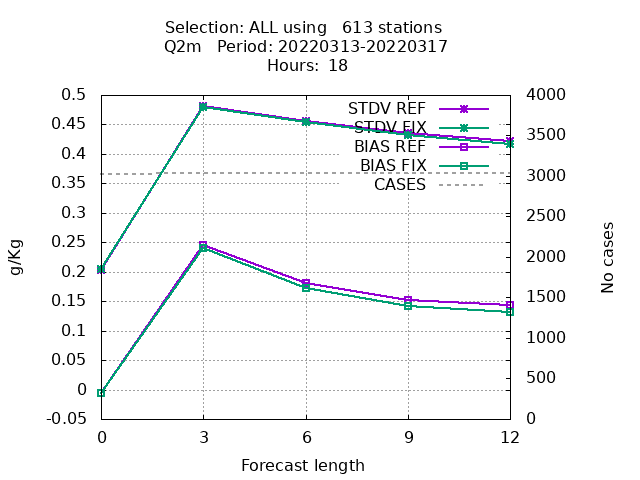 Selection: ALL using   613 stations
Q2m   Period: 20220313-20220317
Hours:  18
0.5
0.45
0.4
0.35
0.3
0.25
0.2
0.15
0.1
0.05
0
-0.05
g/Kg
STDV REF
STDV FIX
BIAS REF
BIAS FIX
CASES
4000
3500
3000
2500
2000
1500
1000
500
0
No cases
0 3 6 9 12
Forecast length